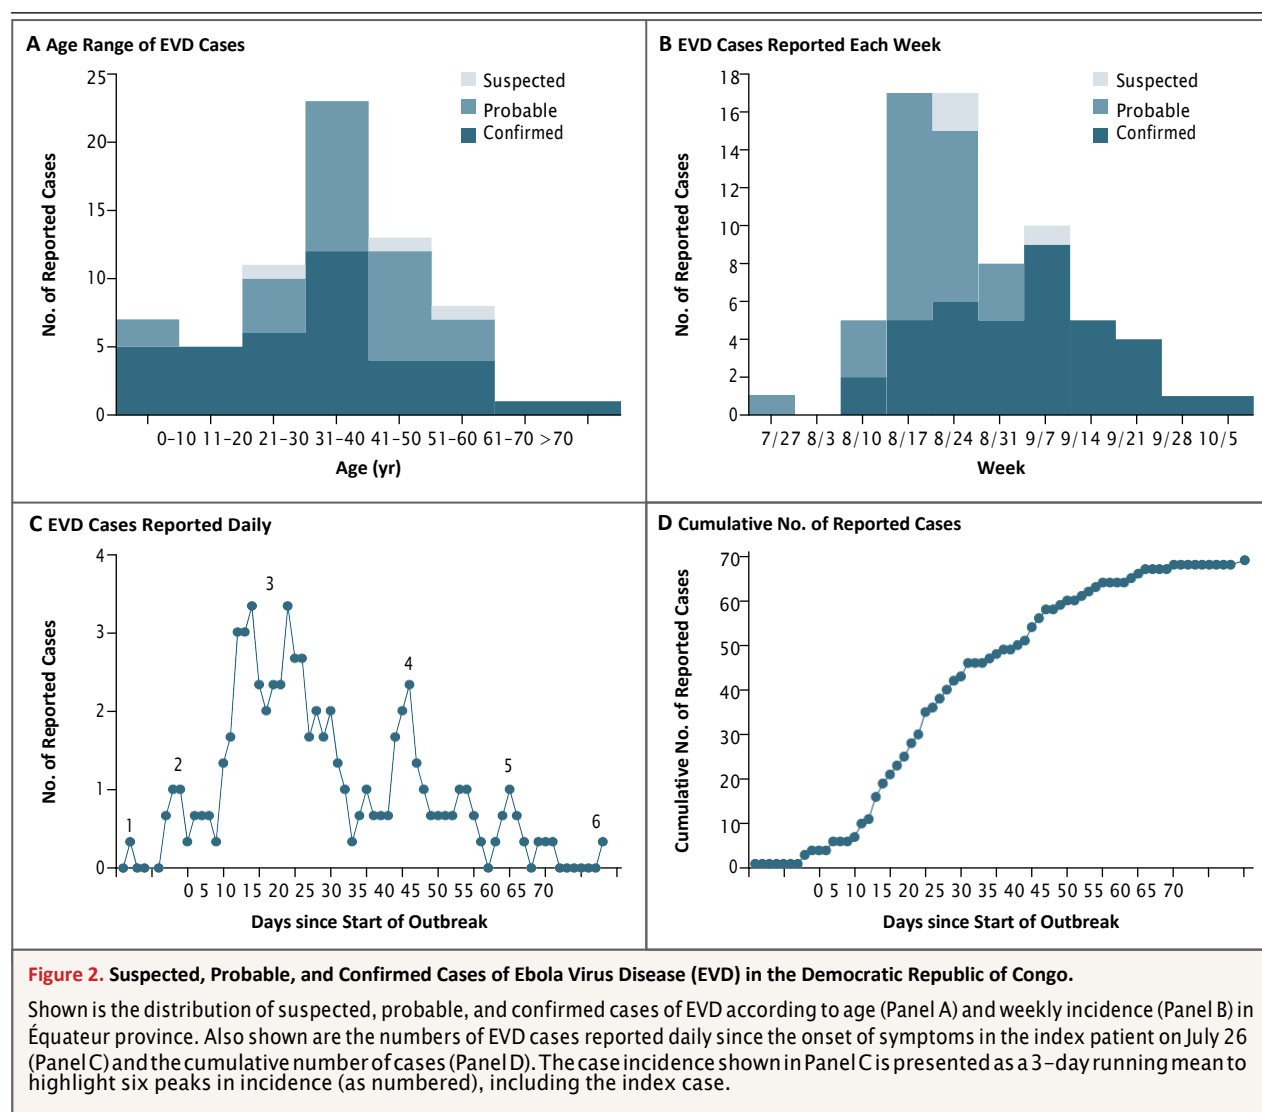 A Age Range of EVD Cases
25
20
15
10
5
0
No. of Reported Cases
Suspected
Probable
Confirmed
0–10 11–20 21–30 31–40 41–50 51–60 61–70 >70
Age (yr)
B EVD Cases Reported Each Week
18
16
14
12
10
8
6
4
2
0
No. of Reported Cases
Suspected
Probable
Confirmed
7/27 8/3 8/10 8/17 8/24 8/31 9/7 9/14 9/21 9/28 10/5
Week
C EVD Cases Reported Daily
4
3
2
1
0
No. of Reported Cases
1
2
3
4
5
6
0 5 10 15 20 25 30 35 40 45 50 55 60 65 70
Days since Start of Outbreak
D Cumulative No. of Reported Cases
70
60
50
40
30
20
10
0
Cumulative No. of Reported Cases
0 5 10 15 20 25 30 35 40 45 50 55 60 65 70
Days since Start of Outbreak
Figure 2. Suspected, Probable, and Confirmed Cases of Ebola Virus Disease (EVD) in the Democratic Republic of Congo.
Shown is the distribution of suspected, probable, and confirmed cases of EVD according to age (Panel A) and weekly incidence (Panel B) in
Équateur province. Also shown are the numbers of EVD cases reported daily since the onset of symptoms in the index patient on July 26
(Panel C) and the cumulative number of cases (Panel D). The case incidence shown in Panel C is presented as a 3–day running mean to
highlight six peaks in incidence (as numbered), including the index case.